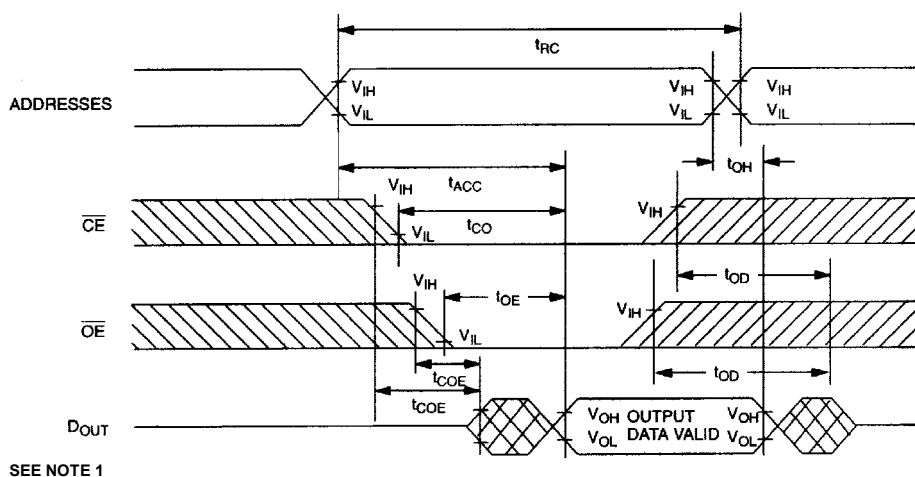 tRC
ADDRESSES
VIH
VIL
VIH
VIL
VIH
VIL
tOH
tACC
CE
VIH
VIL
tCO
VIH
tOD
OE
VIH
VIL
tOE
VIH
tCOE
tCOE
tOD
DOUT
VOH
VOL
OUTPUT
DATA VALID
VOH
VOL
SEE NOTE 1